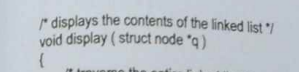 /* displays the contents of the linked list */
void display ( struct node *q )
{